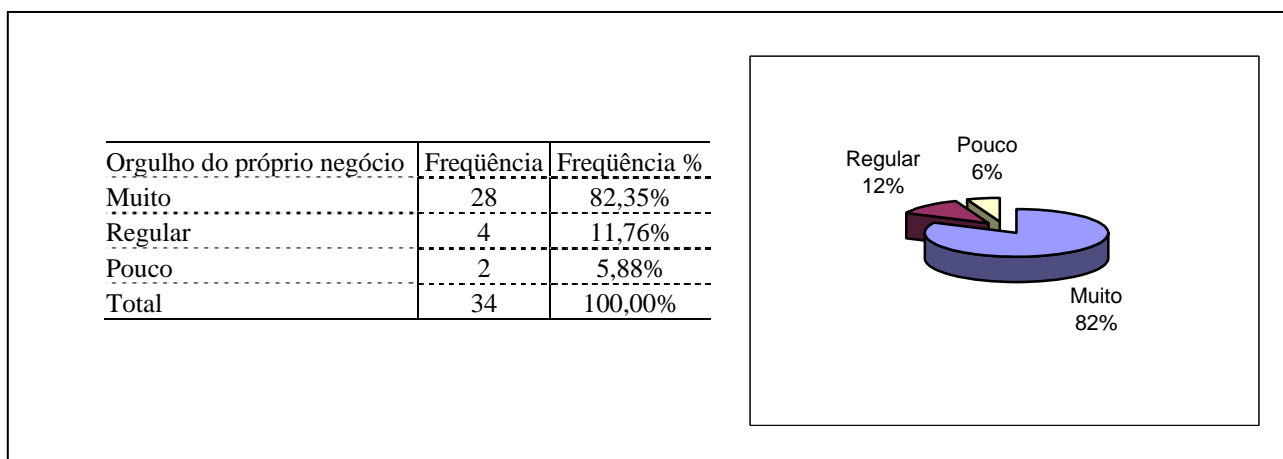 Orgulho do próprio negócio Freqüência Freqüência %
Muito 28 82,35%
Regular 4 11,76%
Pouco 2 5,88%
Total 34 100,00%
Pouco
6%
Regular
12%
Muito
82%